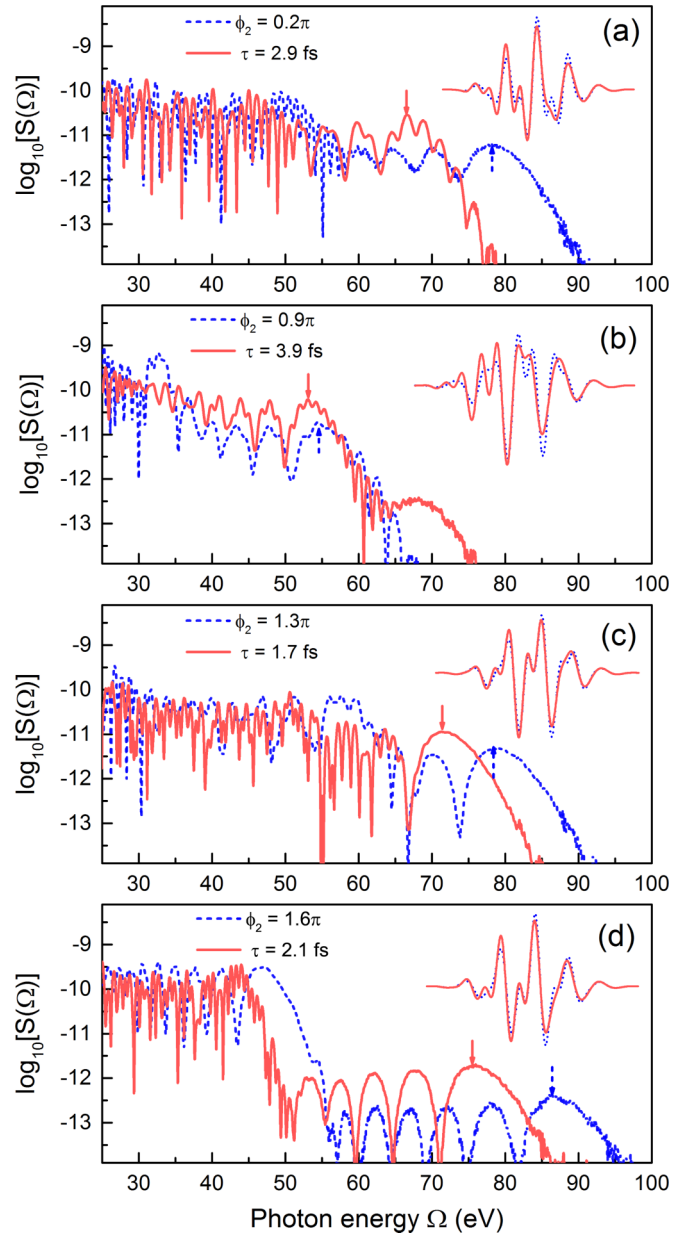 (a)
ϕ₂ = 0.2π
τ = 2.9 fs
log₁₀[S(Ω)]
-9
-10
-11
-12
-13
30 40 50 60 70 80 90 100
(b)
ϕ₂ = 0.9π
τ = 3.9 fs
log₁₀[S(Ω)]
-9
-10
-11
-12
-13
30 40 50 60 70 80 90 100
(c)
ϕ₂ = 1.3π
τ = 1.7 fs
log₁₀[S(Ω)]
-9
-10
-11
-12
-13
30 40 50 60 70 80 90 100
(d)
ϕ₂ = 1.6π
τ = 2.1 fs
log₁₀[S(Ω)]
-9
-10
-11
-12
-13
30 40 50 60 70 80 90 100
Photon energy Ω (eV)